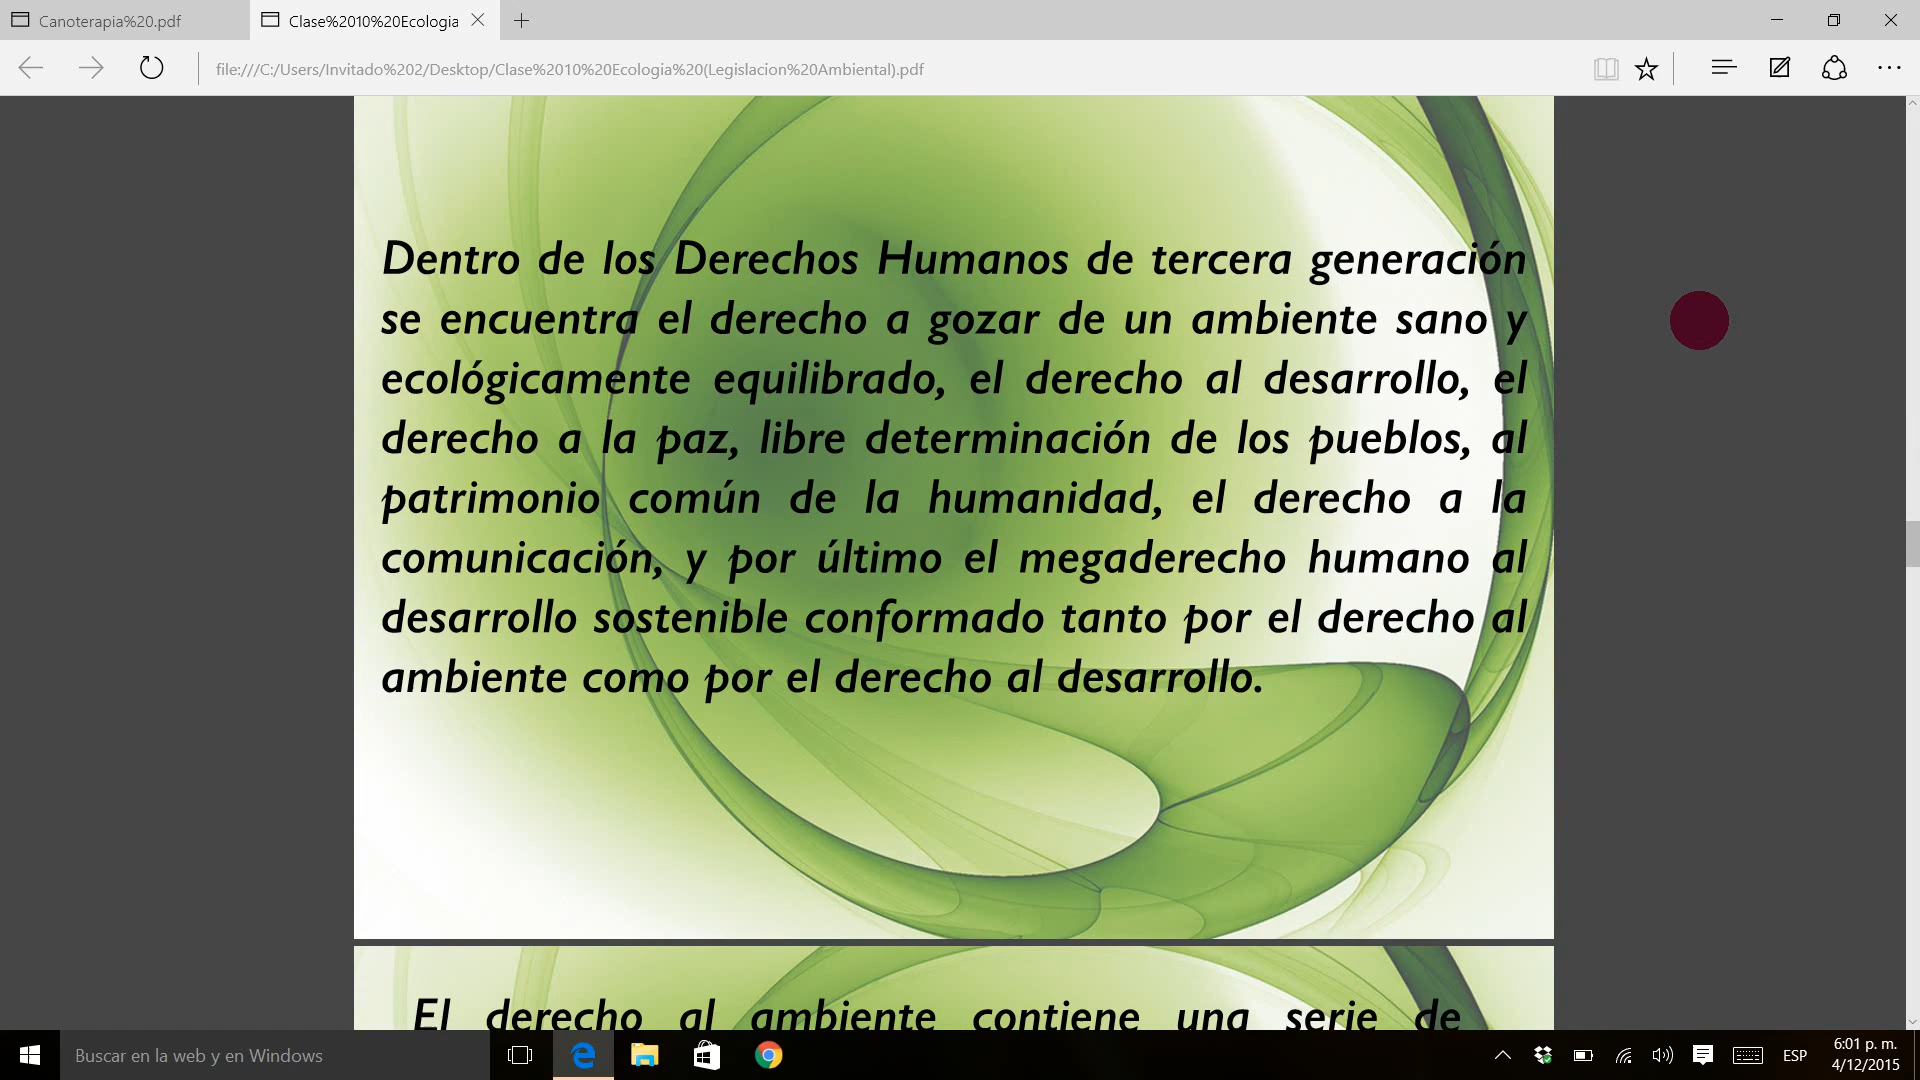 Canoterapia%20.pdf
Clase%2010%20Ecologia
file:///C:/Users/Invitado%202/Desktop/Clase%2010%20Ecologia%20(Legislacion%20Ambiental).pdf
Dentro de los Derechos Humanos de tercera generación
se encuentra el derecho a gozar de un ambiente sano y
ecológicamente equilibrado, el derecho al desarrollo, el
derecho a la paz, libre determinación de los pueblos, al
patrimonio común de la humanidad, el derecho a la
comunicación, y por último el megaderecho humano al
desarrollo sostenible conformado tanto por el derecho al
ambiente como por el derecho al desarrollo.
El derecho al ambiente contiene una serie de
Buscar en la web y en Windows
ESP
6:01 p. m.
4/12/2015